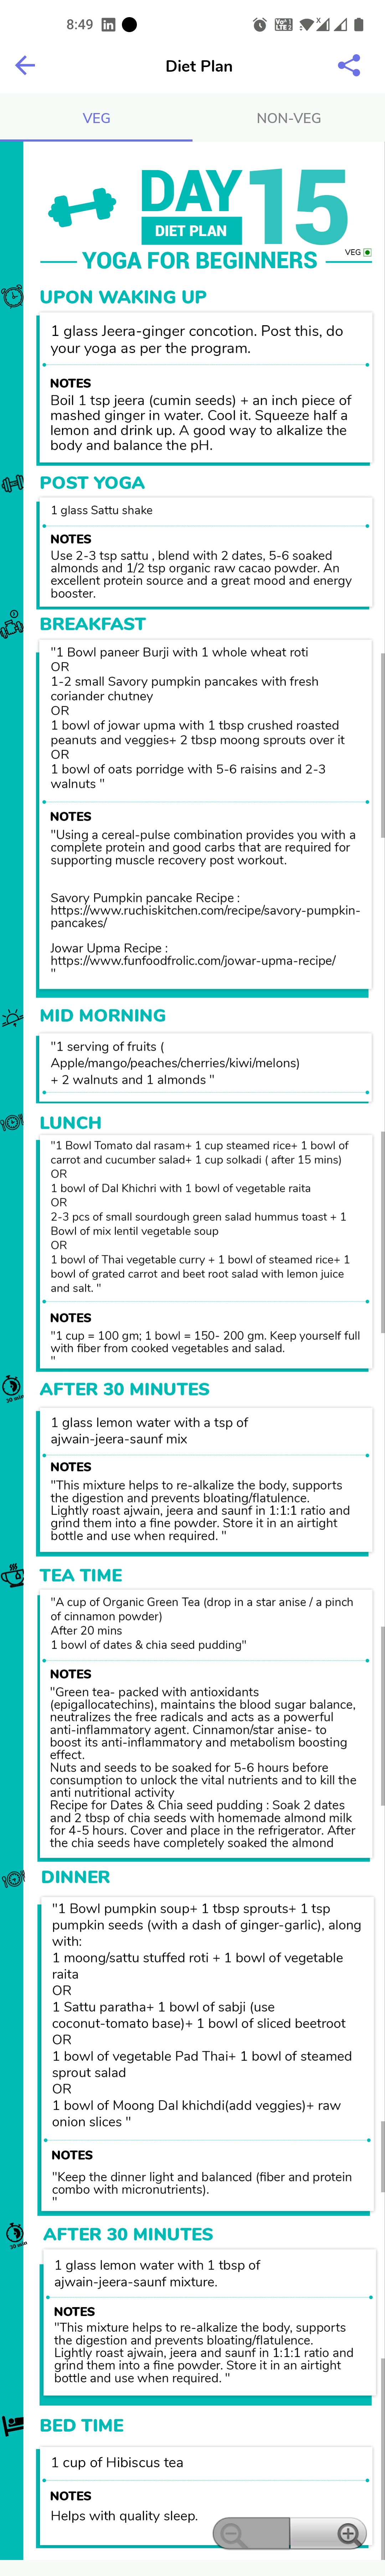 8:49
Diet Plan
VEG
NON-VEG
DAY 15
DIET PLAN
VEG
YOGA FOR BEGINNERS
UPON WAKING UP
1 glass Jeera-ginger concotion. Post this, do
your yoga as per the program.
NOTES
Boil 1 tsp jeera (cumin seeds) + an inch piece of
mashed ginger in water. Cool it. Squeeze half a
lemon and drink up. A good way to alkalize the
body and balance the pH.
POST YOGA
1 glass Sattu shake
NOTES
Use 2-3 tsp sattu , blend with 2 dates, 5-6 soaked
almonds and 1/2 tsp organic raw cacao powder. An
excellent protein source and a great mood and energy
booster.
BREAKFAST
"1 Bowl paneer Burji with 1 whole wheat roti
OR
1-2 small Savory pumpkin pancakes with fresh
coriander chutney
OR
1 bowl of jowar upma with 1 tbsp crushed roasted
peanuts and veggies+ 2 tbsp moong sprouts over it
OR
1 bowl of oats porridge with 5-6 raisins and 2-3
walnuts "
NOTES
"Using a cereal-pulse combination provides you with a
complete protein and good carbs that are required for
supporting muscle recovery post workout.
Savory Pumpkin pancake Recipe :
https://www.ruchiskitchen.com/recipe/savory-pumpkin-
pancakes/
Jowar Upma Recipe :
https://www.funfoodfrolic.com/jowar-upma-recipe/
"
MID MORNING
"1 serving of fruits (
Apple/mango/peaches/cherries/kiwi/melons)
+ 2 walnuts and 1 almonds "
LUNCH
"1 Bowl Tomato dal rasam+ 1 cup steamed rice+ 1 bowl of
carrot and cucumber salad+ 1 cup solkadi ( after 15 mins)
OR
1 bowl of Dal Khichri with 1 bowl of vegetable raita
OR
2-3 pcs of small sourdough green salad hummus toast + 1
Bowl of mix lentil vegetable soup
OR
1 bowl of Thai vegetable curry + 1 bowl of steamed rice+ 1
bowl of grated carrot and beet root salad with lemon juice
and salt. "
NOTES
"1 cup = 100 gm; 1 bowl = 150- 200 gm. Keep yourself full
with fiber from cooked vegetables and salad.
"
30 min
AFTER 30 MINUTES
1 glass lemon water with a tsp of
ajwain-jeera-saunf mix
NOTES
"This mixture helps to re-alkalize the body, supports
the digestion and prevents bloating/flatulence.
Lightly roast ajwain, jeera and saunf in 1:1:1 ratio and
grind them into a fine powder. Store it in an airtight
bottle and use when required. "
TEA TIME
"A cup of Organic Green Tea (drop in a star anise / a pinch
of cinnamon powder)
After 20 mins
1 bowl of dates & chia seed pudding"
NOTES
"Green tea- packed with antioxidants
(epigallocatechins), maintains the blood sugar balance,
neutralizes the free radicals and acts as a powerful
anti-inflammatory agent. Cinnamon/star anise- to
boost its anti-inflammatory and metabolism boosting
effect.
Nuts and seeds to be soaked for 5-6 hours before
consumption to unlock the vital nutrients and to kill the
anti nutritional activity
Recipe for Dates & Chia seed pudding : Soak 2 dates
and 2 tbsp of chia seeds with homemade almond milk
for 4-5 hours. Cover and place in the refrigerator. After
the chia seeds have completely soaked the almond
DINNER
"1 Bowl pumpkin soup+ 1 tbsp sprouts+ 1 tsp
pumpkin seeds (with a dash of ginger-garlic), along
with:
1 moong/sattu stuffed roti + 1 bowl of vegetable
raita
OR
1 Sattu paratha+ 1 bowl of sabji (use
coconut-tomato base)+ 1 bowl of sliced beetroot
OR
1 bowl of vegetable Pad Thai+ 1 bowl of steamed
sprout salad
OR
1 bowl of Moong Dal khichdi(add veggies)+ raw
onion slices "
NOTES
"Keep the dinner light and balanced (fiber and protein
combo with micronutrients).
"
30 min
AFTER 30 MINUTES
1 glass lemon water with 1 tbsp of
ajwain-jeera-saunf mixture.
NOTES
"This mixture helps to re-alkalize the body, supports
the digestion and prevents bloating/flatulence.
Lightly roast ajwain, jeera and saunf in 1:1:1 ratio and
grind them into a fine powder. Store it in an airtight
bottle and use when required. "
BED TIME
1 cup of Hibiscus tea
NOTES
Helps with quality sleep.